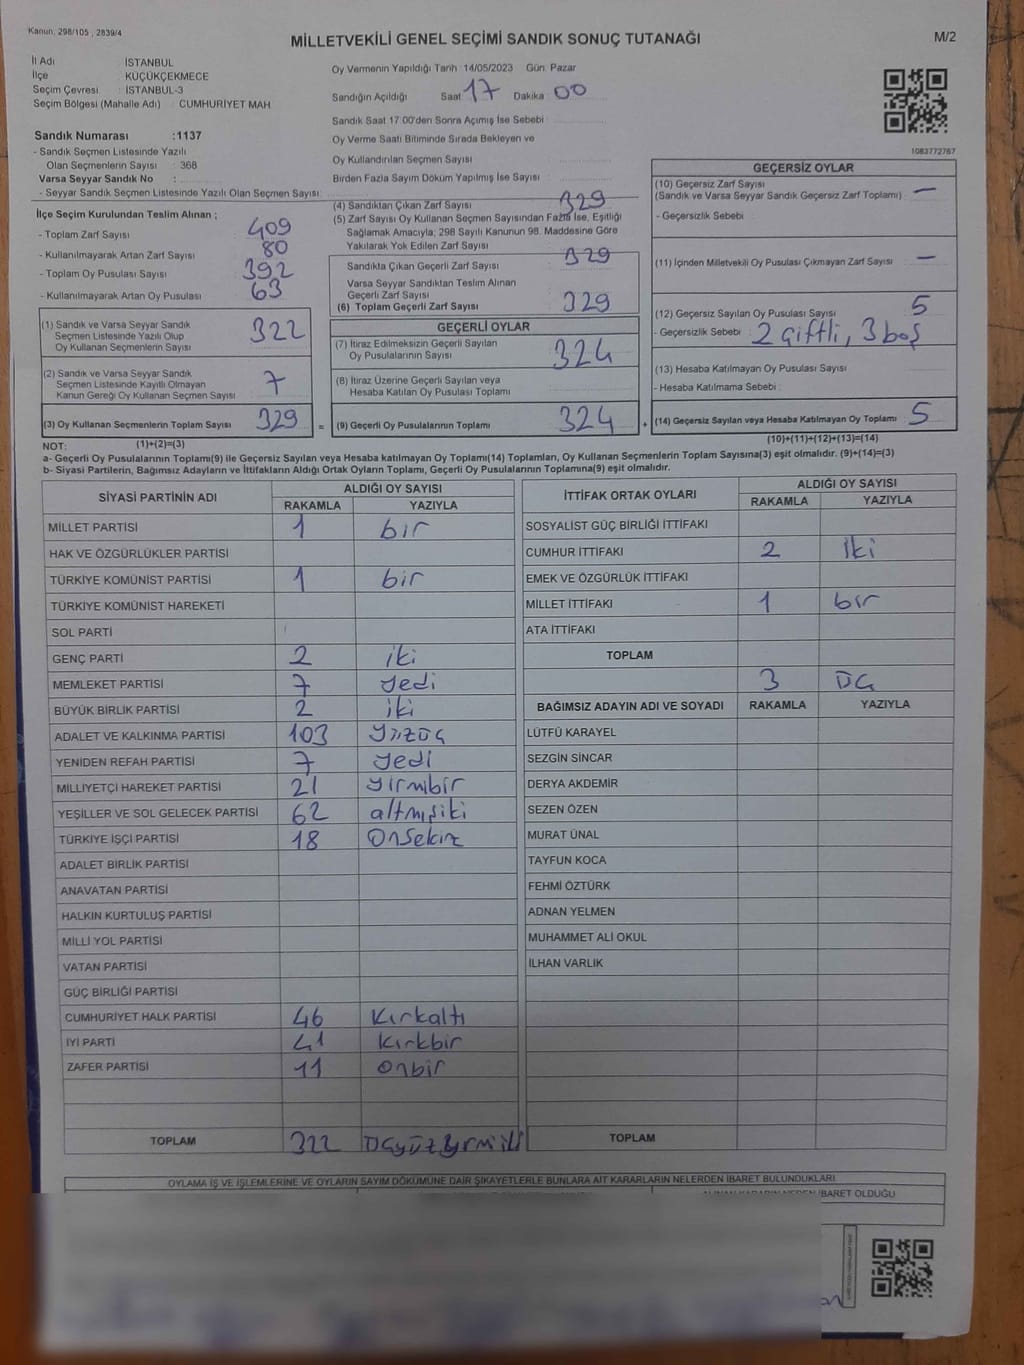 Kanun, 298/105 , 2839/4
MİLLETVEKİLİ GENEL SEÇİMİ SANDIK SONUÇ TUTANAĞI
M/2
İl Adı İSTANBUL
İlçe KÜÇÜKÇEKMECE
Seçim Çevresi : İSTANBUL-3
Seçim Bölgesi (Mahalle Adı) : CUMHURİYET MAH
Sandık Numarası :1137
- Sandık Seçmen Listesinde Yazılı
Olan Seçmenlerin Sayısı : 368
Varsa Seyyar Sandık No :
- Seyyar Sandık Seçmen Listesinde Yazılı Olan Seçmen Sayısı:
Oy Vermenin Yapıldığı Tarih :14/05/2023 Gün: Pazar
Sandığın Açıldığı Saat 17 Dakika 00
Sandık Saat 17:00'den Sonra Açımış İse Sebebi :
Oy Verme Saati Bitiminde Sırada Bekleyen ve
Oy Kullandırılan Seçmen Sayısı
Birden Fazla Sayım Döküm Yapılmış İse Sayısı :
1083772767
İlçe Seçim Kurulundan Teslim Alınan ;
- Toplam Zarf Sayısı : 409
- Kullanılmayarak Artan Zarf Sayısı : 80
- Toplam Oy Pusulası Sayısı : 392
- Kullanılmayarak Artan Oy Pusulası : 63
(4) Sandıktan Çıkan Zarf Sayısı : 329
(5) Zarf Sayısı Oy Kullanan Seçmen Sayısından Fazla İse, Eşitliği
Sağlamak Amacıyla; 298 Sayılı Kanunun 98. Maddesine Göre
Yakılarak Yok Edilen Zarf Sayısı :
Sandıkta Çıkan Geçerli Zarf Sayısı : 329
Varsa Seyyar Sandıktan Teslim Alınan
Geçerli Zarf Sayısı :
(6) Toplam Geçerli Zarf Sayısı : 329
GEÇERSİZ OYLAR
(10) Geçersiz Zarf Sayısı
(Sandık ve Varsa Seyyar Sandık Geçersiz Zarf Toplamı) : —
- Geçersizlik Sebebi :
(11) İçinden Milletvekili Oy Pusulası Çıkmayan Zarf Sayısı : —
(12) Geçersiz Sayılan Oy Pusulası Sayısı : 5
- Geçersizlik Sebebi : 2 çiftli, 3 boş
(13) Hesaba Katılmayan Oy Pusulası Sayısı :
- Hesaba Katılmama Sebebi :
(14) Geçersiz Sayılan veya Hesaba Katılmayan Oy Toplamı : 5
(10)+(11)+(12)+(13)=(14)
(1) Sandık ve Varsa Seyyar Sandık
Seçmen Listesinde Yazılı Olup
Oy Kullanan Seçmenlerin Sayısı : 322
(2) Sandık ve Varsa Seyyar Sandık
Seçmen Listesinde Kayıtlı Olmayan
Kanun Gereği Oy Kullanan Seçmen Sayısı : 7
(3) Oy Kullanan Seçmenlerin Toplam Sayısı : 329
(1)+(2)=(3)
=
GEÇERLİ OYLAR
(7) İtiraz Edilmeksizin Geçerli Sayılan
Oy Pusulalarının Sayısı : 324
(8) İtiraz Üzerine Geçerli Sayılan veya
Hesaba Katılan Oy Pusulası Toplamı :
(9) Geçerli Oy Pusulalarının Toplamı : 324
+
NOT:
a- Geçerli Oy Pusulalarının Toplamı(9) ile Geçersiz Sayılan veya Hesaba katılmayan Oy Toplamı(14) Toplamları, Oy Kullanan Seçmenlerin Toplam Sayısına(3) eşit olmalıdır. (9)+(14)=(3)
b- Siyasi Partilerin, Bağımsız Adayların ve İttifakların Aldığı Ortak Oyların Toplamı, Geçerli Oy Pusulalarının Toplamına(9) eşit olmalıdır.
SİYASİ PARTİNİN ADI ALDIĞI OY SAYISI
RAKAMLA YAZIYLA
MİLLET PARTİSİ 1 bir
HAK VE ÖZGÜRLÜKLER PARTİSİ
TÜRKİYE KOMÜNİST PARTİSİ 1 bir
TÜRKİYE KOMÜNİST HAREKETİ
SOL PARTİ
GENÇ PARTİ 2 iki
MEMLEKET PARTİSİ 7 yedi
BÜYÜK BİRLİK PARTİSİ 2 iki
ADALET VE KALKINMA PARTİSİ 103 yüzüç
YENİDEN REFAH PARTİSİ 7 yedi
MİLLİYETÇİ HAREKET PARTİSİ 21 yirmibir
YEŞİLLER VE SOL GELECEK PARTİSİ 62 altmışiki
TÜRKİYE İŞÇİ PARTİSİ 18 Onsekiz
ADALET BİRLİK PARTİSİ
ANAVATAN PARTİSİ
HALKIN KURTULUŞ PARTİSİ
MİLLİ YOL PARTİSİ
VATAN PARTİSİ
GÜÇ BİRLİĞİ PARTİSİ
CUMHURİYET HALK PARTİSİ 46 Kırkaltı
İYİ PARTİ 41 Kırkbir
ZAFER PARTİSİ 11 Onbir
TOPLAM 322
İTTİFAK ORTAK OYLARI ALDIĞI OY SAYISI
RAKAMLA YAZIYLA
SOSYALİST GÜÇ BİRLİĞİ İTTİFAKI
CUMHUR İTTİFAKI 2 İki
EMEK VE ÖZGÜRLÜK İTTİFAKI
MİLLET İTTİFAKI 1 bir
ATA İTTİFAKI
TOPLAM
3 Üç
BAĞIMSIZ ADAYIN ADI VE SOYADI RAKAMLA YAZIYLA
LÜTFÜ KARAYEL
SEZGİN SİNCAR
DERYA AKDEMİR
SEZEN ÖZEN
MURAT ÜNAL
TAYFUN KOCA
FEHMİ ÖZTÜRK
ADNAN YELMEN
MUHAMMET ALİ OKUL
İLHAN VARLIK
TOPLAM
OYLAMA İŞ VE İŞLEMLERİNE VE OYLARIN SAYIM DÖKÜMÜNE DAİR ŞİKAYETLERLE BUNLARA AİT KARARLARIN NELERDEN İBARET BULUNDUKLARI
İBARET OLDUĞU